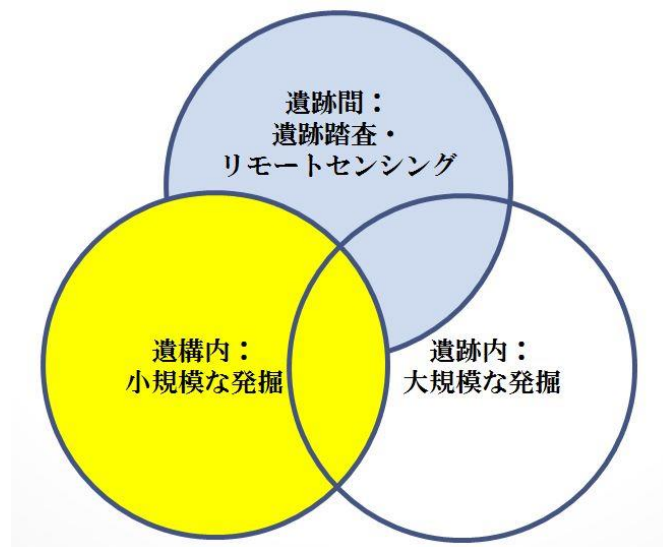 遺跡間：
遺跡踏査・
リモートセンシング
遺構内：
小規模な発掘
遺跡内：
大規模な発掘